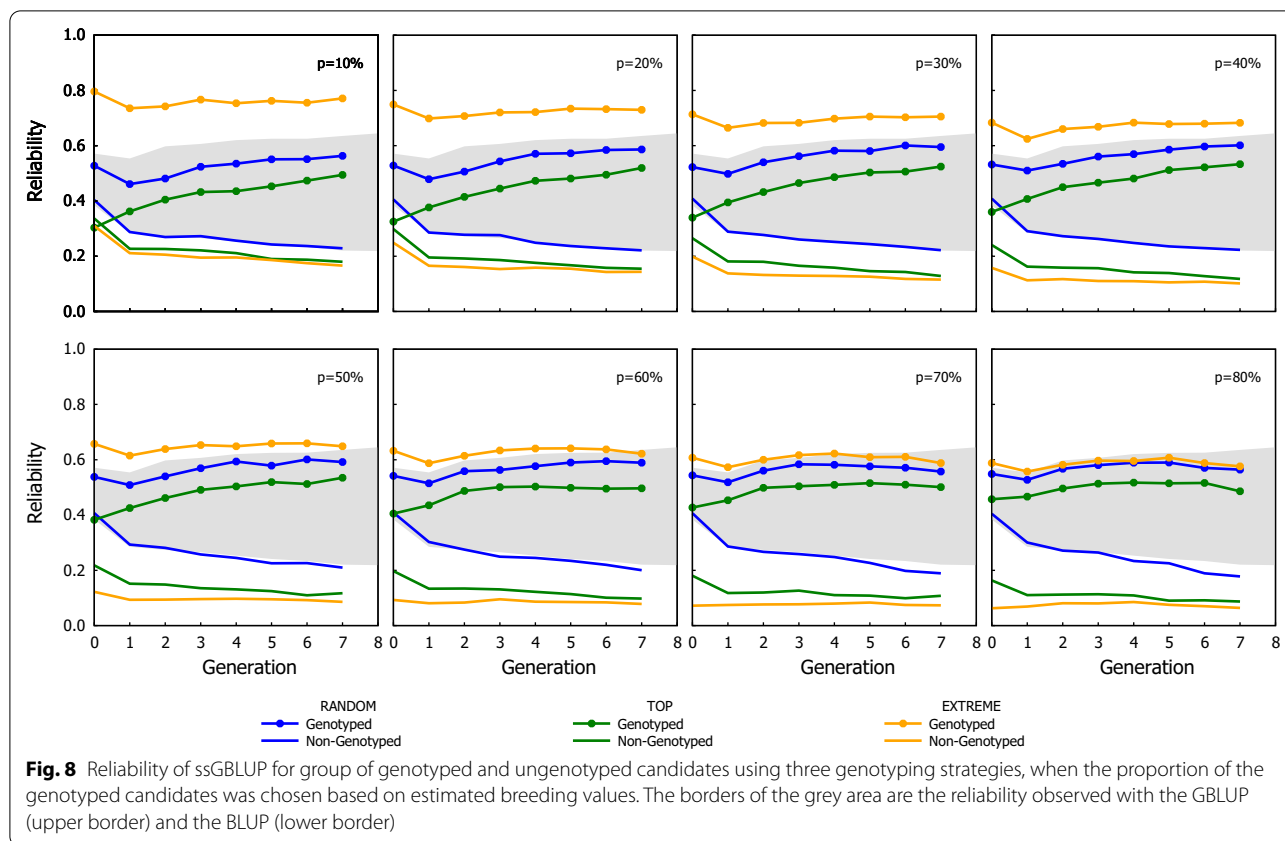 1.0
p=10%
p=20%
p=30%
p=40%
0.8
0.6
Reliability
0.4
0.2
0.0
1.0
p=50%
p=60%
p=70%
p=80%
0.8
0.6
Reliability
0.4
0.2
0.0
0 1 2 3 4 5 6 7 0 1 2 3 4 5 6 7 8 0 1 2 3 4 5 6 7 8 0 1 2 3 4 5 6 7 8
Generation Generation Generation Generation
RANDOM TOP EXTREME
Genotyped Genotyped Genotyped
Non-Genotyped Non-Genotyped Non-Genotyped
Fig. 8 Reliability of ssGBLUP for group of genotyped and ungenotyped candidates using three genotyping strategies, when the proportion of the
genotyped candidates was chosen based on estimated breeding values. The borders of the grey area are the reliability observed with the GBLUP
(upper border) and the BLUP (lower border)